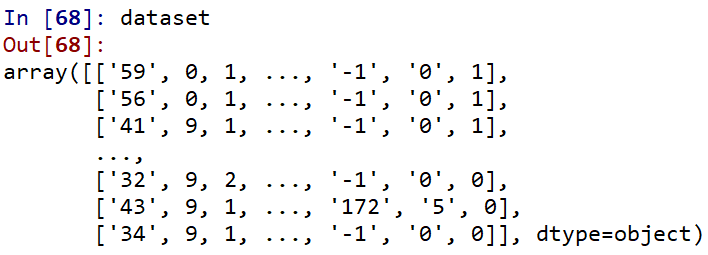 In [68]: dataset
Out[68]:
array([['59', 0, 1, ..., '-1', '0', 1],
['56', 0, 1, ..., '-1', '0', 1],
['41', 9, 1, ..., '-1', '0', 1],
...,
['32', 9, 2, ..., '-1', '0', 0],
['43', 9, 1, ..., '172', '5', 0],
['34', 9, 1, ..., '-1', '0', 0]], dtype=object)